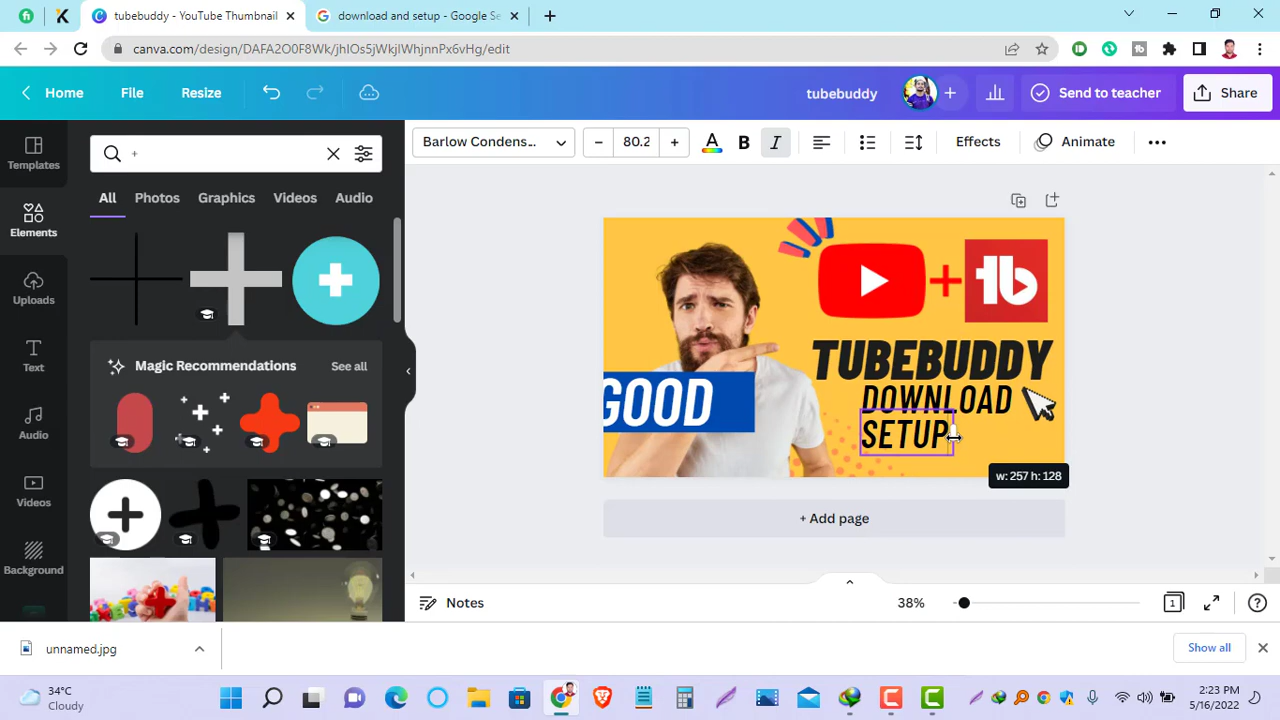 tubebuddy - YouTube Thumbnail
download and setup - Google Se
canva.com/design/DAFA2O0F8Wk/jhlOs5jWkjlWhjnnPx6vHg/edit
Home
File
Resize
tubebuddy
Send to teacher
Share
Templates
Elements
Uploads
Text
Audio
Videos
Background
+
All
Photos
Graphics
Videos
Audio
Magic Recommendations
See all
Barlow Condens...
80.2
A
B
I
Effects
Animate
GOOD
tb
TUBEBUDDY
DOWNLOAD
SETUP
w: 257 h: 128
+ Add page
Notes
38%
1
unnamed.jpg
Show all
34°C
Cloudy
2:23 PM
5/16/2022